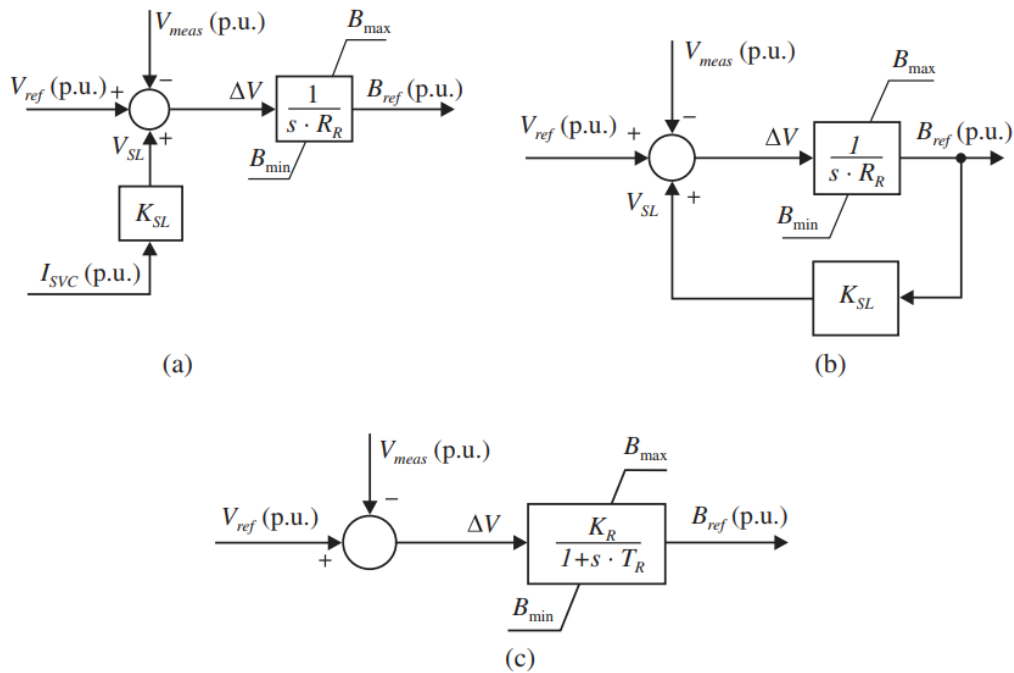 V_meas (p.u.)
B_max
V_ref (p.u.) +
−
ΔV
1
s · R_R
B_ref (p.u.)
V_SL +
B_min
K_SL
I_SVC (p.u.)
(a)
V_meas (p.u.)
B_max
V_ref (p.u.) +
−
ΔV
1
s · R_R
B_ref (p.u.)
V_SL +
B_min
K_SL
(b)
V_meas (p.u.)
B_max
−
V_ref (p.u.)
+
ΔV
K_R
1+s · T_R
B_ref (p.u.)
B_min
(c)